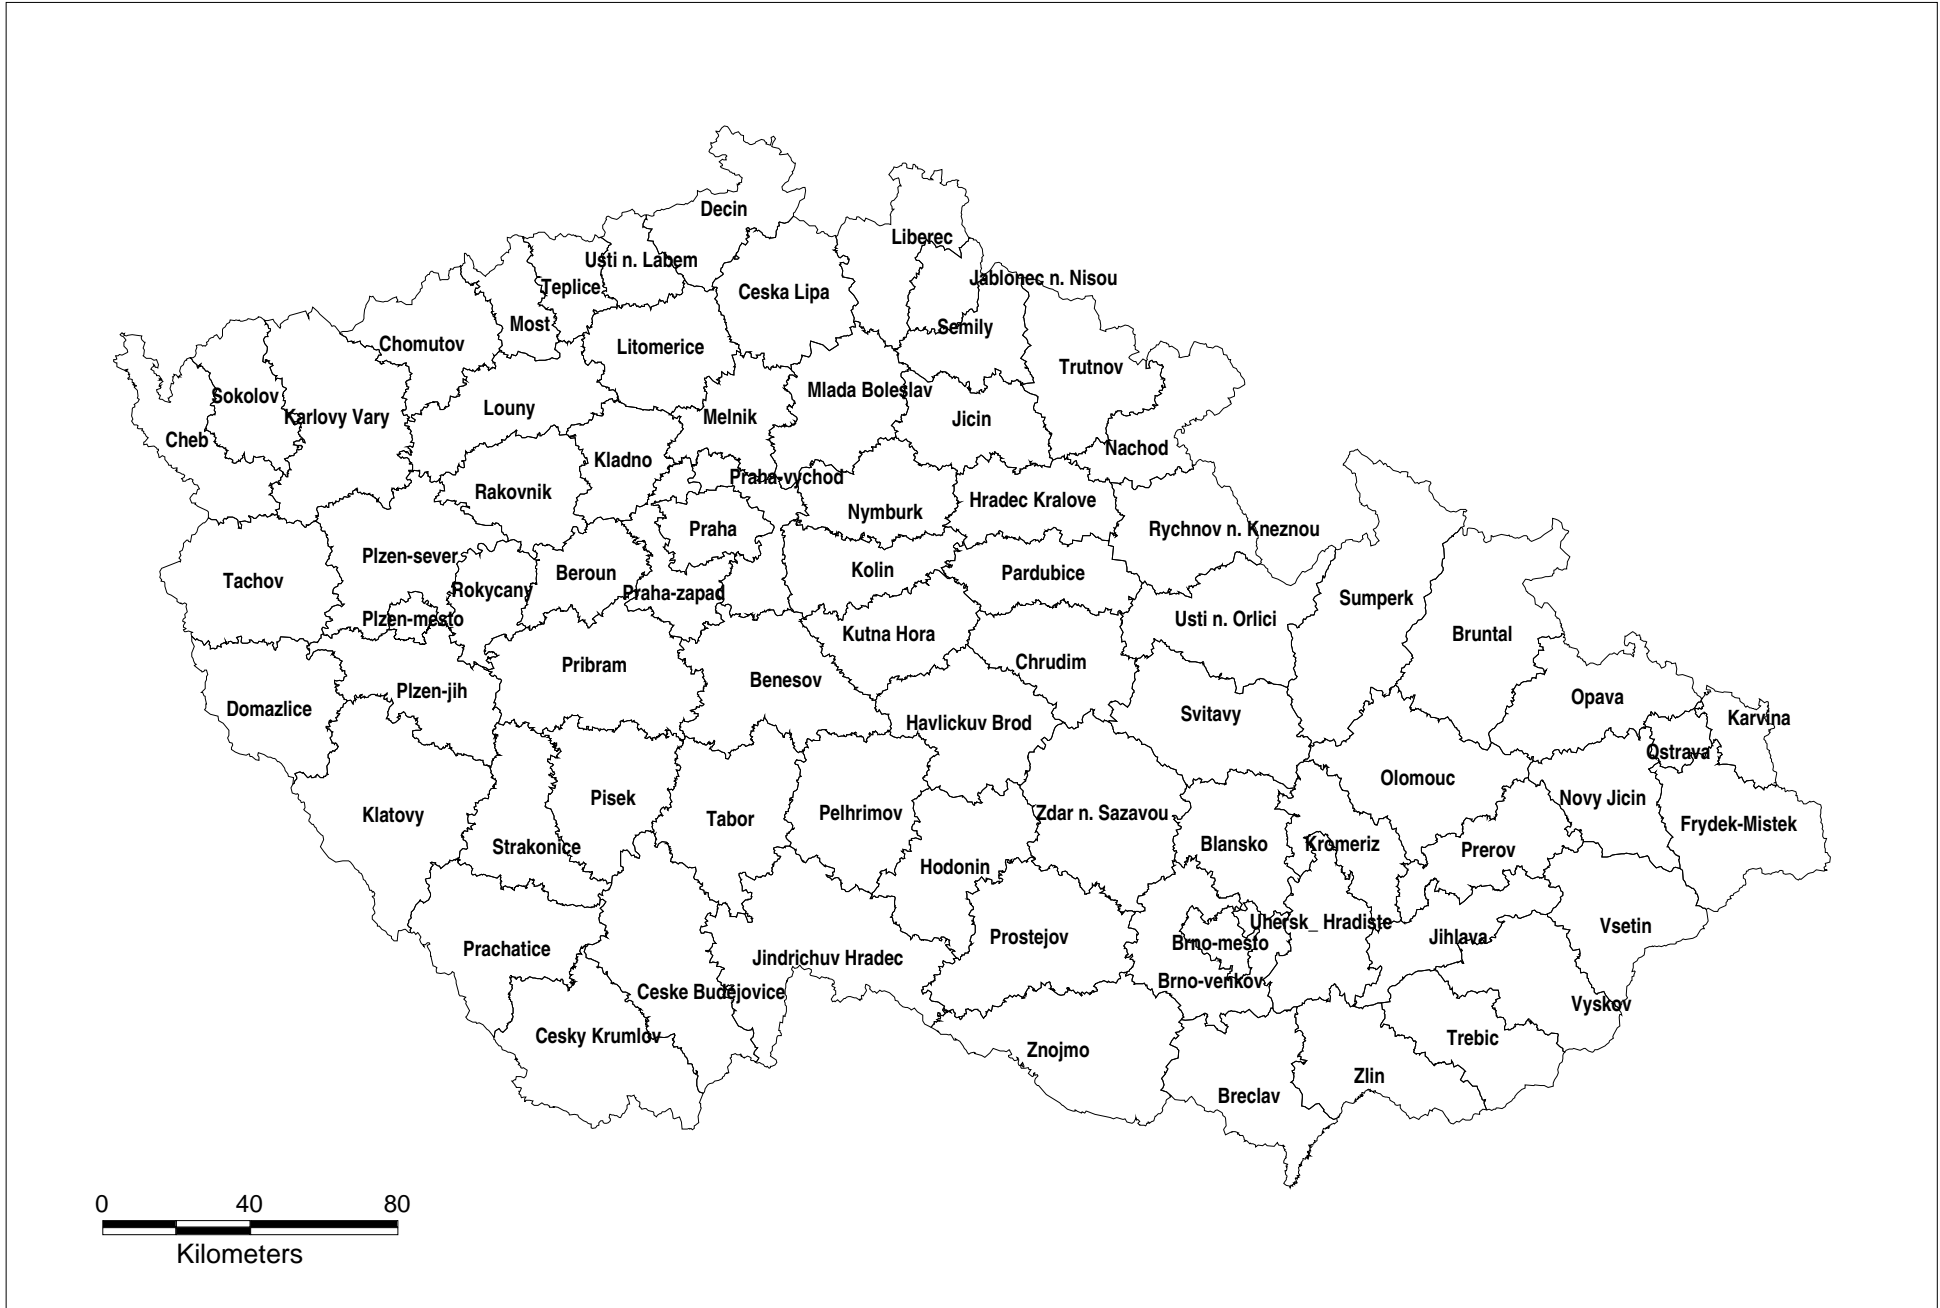 Decin
Liberec
Usti n. Labem
Jablonec n. Nisou
Teplice
Ceska Lipa
Most
Semily
Chomutov
Litomerice
Trutnov
Sokolov
Mlada Boleslav
Karlovy Vary
Louny
Melnik
Jicin
Cheb
Nachod
Kladno
Praha-vychod
Rakovnik
Hradec Kralove
Nymburk
Praha
Rychnov n. Kneznou
Plzen-sever
Tachov
Beroun
Kolin
Pardubice
Rokycany
Praha-zapad
Sumperk
Plzen-mesto
Usti n. Orlici
Kutna Hora
Bruntal
Pribram
Chrudim
Benesov
Plzen-jih
Opava
Domazlice
Svitavy
Karvina
Havlickuv Brod
Ostrava
Olomouc
Pisek
Novy Jicin
Klatovy
Tabor
Pelhrimov
Zdar n. Sazavou
Frydek-Mistek
Strakonice
Blansko
Kromeriz
Prerov
Hodonin
Uhersk_ Hradiste
Vsetin
Prostejov
Jihlava
Brno-mesto
Prachatice
Jindrichuv Hradec
Brno-venkov
Ceske Budejovice
Vyskov
Cesky Krumlov
Trebic
Znojmo
Zlin
Breclav
0 40 80
Kilometers